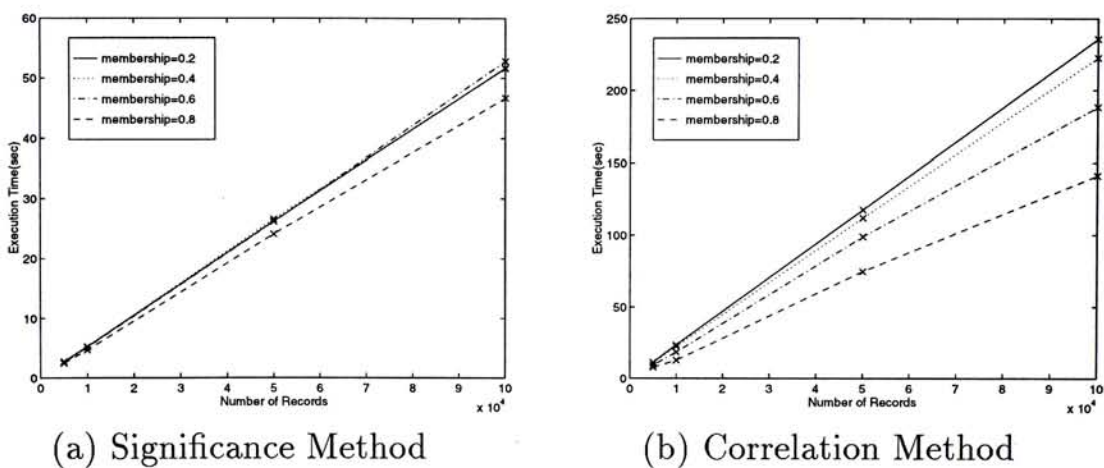 60
50
40
30
20
10
0
Execution Time(sec)
membership=0.2
membership=0.4
membership=0.6
membership=0.8
0 1 2 3 4 5 6 7 8 9 10
Number of Records
x 10^4
(a) Significance Method
250
200
150
100
50
0
Execution Time(sec)
membership=0.2
membership=0.4
membership=0.6
membership=0.8
0 1 2 3 4 5 6 7 8 9 10
Number of Records
x 10^4
(b) Correlation Method